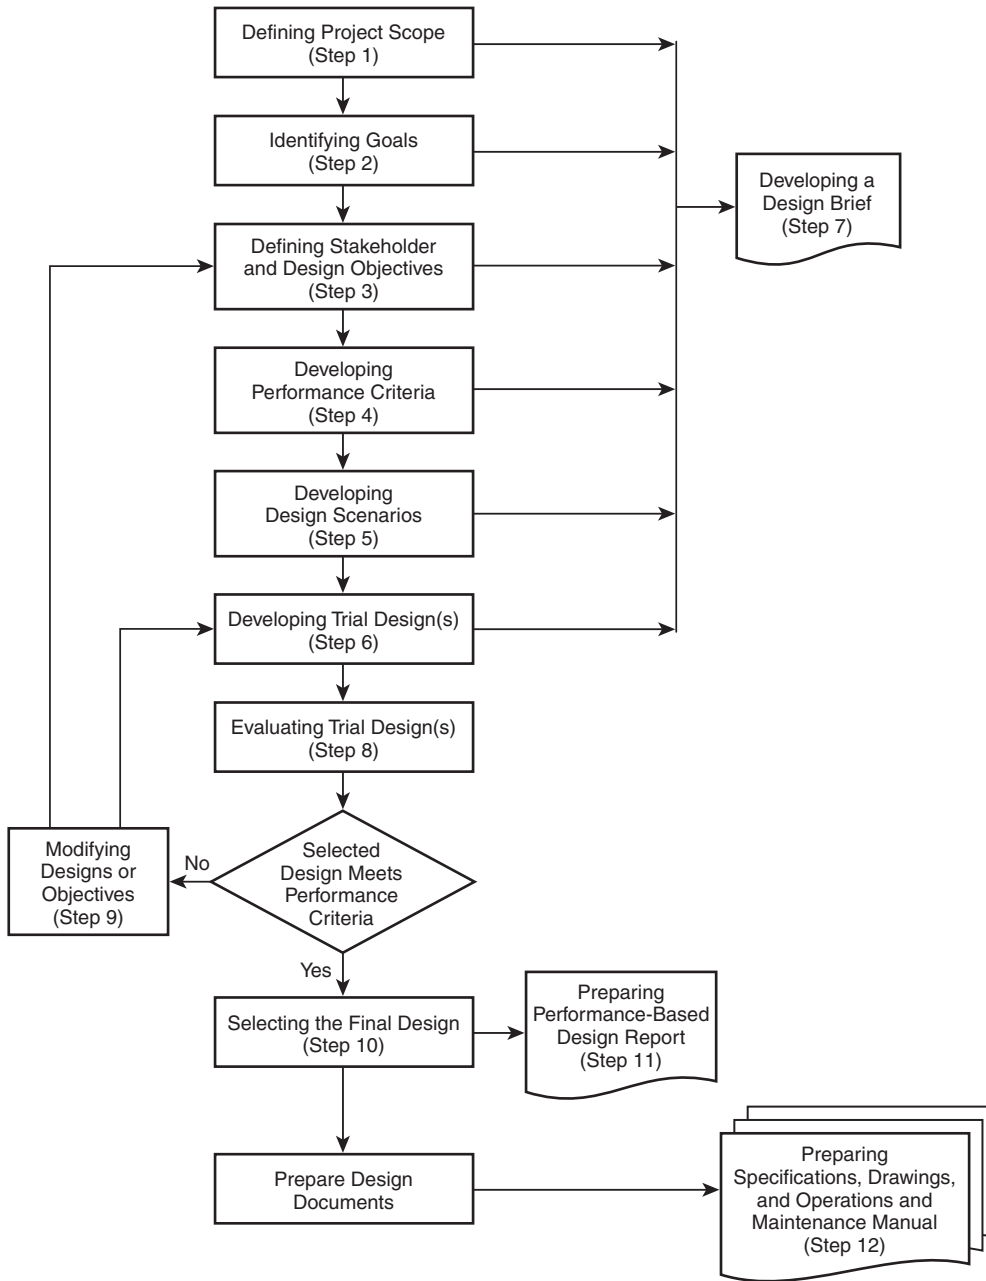 Defining Project Scope
(Step 1)
Identifying Goals
(Step 2)
Developing a
Design Brief
(Step 7)
Defining Stakeholder
and Design Objectives
(Step 3)
Developing
Performance Criteria
(Step 4)
Developing
Design Scenarios
(Step 5)
Developing Trial Design(s)
(Step 6)
Evaluating Trial Design(s)
(Step 8)
Modifying
Designs or
Objectives
(Step 9)
No
Selected
Design Meets
Performance
Criteria
Yes
Selecting the Final Design
(Step 10)
Preparing
Performance-Based
Design Report
(Step 11)
Prepare Design
Documents
Preparing
Specifications, Drawings,
and Operations and
Maintenance Manual
(Step 12)